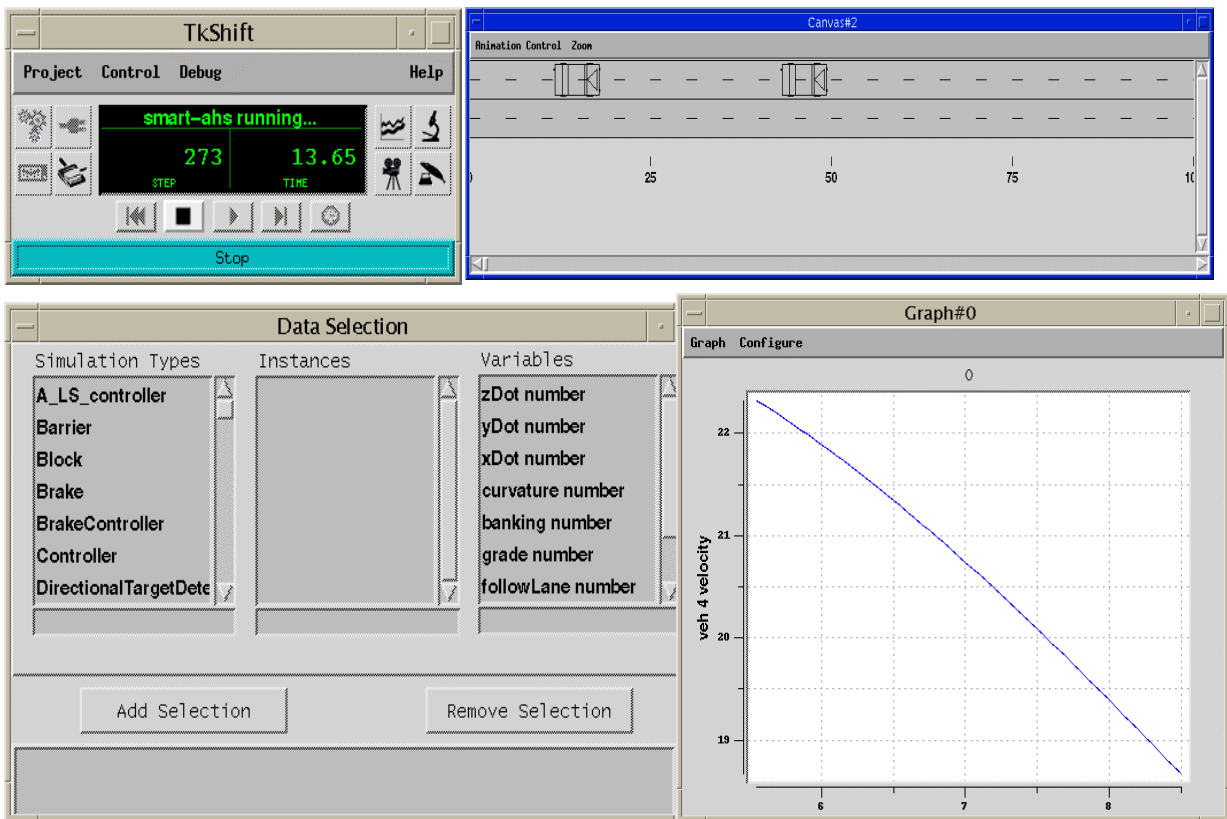 TkShift
Project Control Debug Help
smart-ahs running...
273 13.65
STEP TIME
Stop
Canvas#2
Animation Control Zoom
25 50 75
Data Selection
Simulation Types Instances Variables
A_LS_controller
Barrier
Block
Brake
BrakeController
Controller
DirectionalTargetDete
zDot number
yDot number
xDot number
curvature number
banking number
grade number
followLane number
Add Selection Remove Selection
Graph#0
Graph Configure
0
22
21
20
19
veh 4 velocity
6 7 8